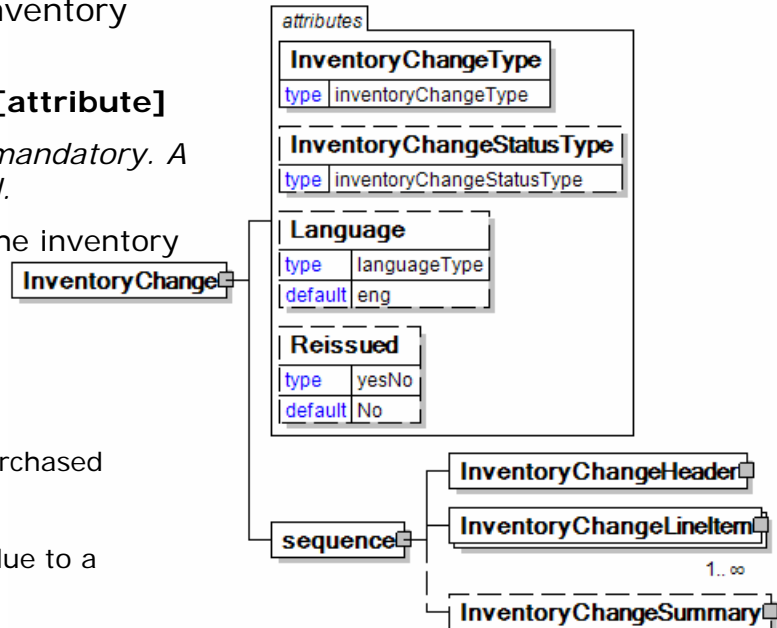 nventory
[attribute]
mandatory. A
l.
he inventory
rchased
lue to a
attributes
InventoryChangeType
type inventoryChangeType
InventoryChangeStatusType
type inventoryChangeStatusType
Language
type languageType
default eng
Reissued
type yesNo
default No
InventoryChange
sequence
InventoryChangeHeader
InventoryChangeLineItem
1..∞
InventoryChangeSummary